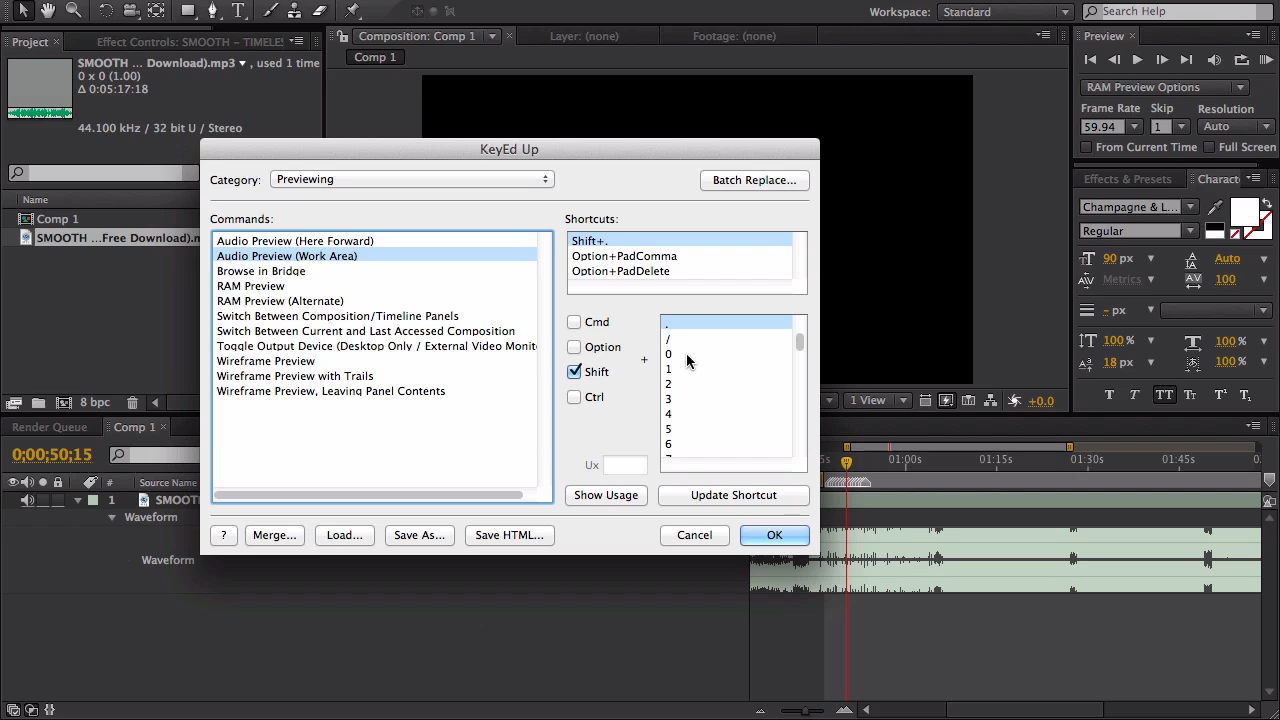 Workspace: Standard
Search Help
Project
Effect Controls: SMOOTH - TIMELES
Composition: Comp 1
Layer: (none)
Footage: (none)
Preview
Comp 1
SMOOTH ... Download).mp3 , used 1 time
0 x 0 (1.00)
Δ 0:05:17:18
44.100 kHz / 32 bit U / Stereo
RAM Preview Options
Frame Rate Skip Resolution
59.94 1 Auto
From Current Time Full Screen
KeyEd Up
Category: Previewing
Batch Replace...
Effects & Presets
Charact
Name
Comp 1
SMOOTH ...Free Download).n
Champagne & L...
Regular
90 px
Auto
Metrics
100
- px
100 %
100 %
18 px
100 %
Commands:
Audio Preview (Here Forward)
Audio Preview (Work Area)
Browse in Bridge
RAM Preview
RAM Preview (Alternate)
Switch Between Composition/Timeline Panels
Switch Between Current and Last Accessed Composition
Toggle Output Device (Desktop Only / External Video Monit
Wireframe Preview
Wireframe Preview with Trails
Wireframe Preview, Leaving Panel Contents
Shortcuts:
Shift+.
Option+PadComma
Option+PadDelete
Cmd
Option
Shift
Ctrl
+
.
/
0
1
2
3
4
5
6
Ux
Show Usage
Update Shortcut
?
Merge...
Load...
Save As...
Save HTML...
Cancel
OK
8 bpc
1 View
+0.0
T T TT Tt T¹ T₁
Render Queue
Comp 1
0;00;50;15
5s 01:00s 01:15s 01:30s 01:45s
# Source Name
1 SMOO
Waveform
Waveform